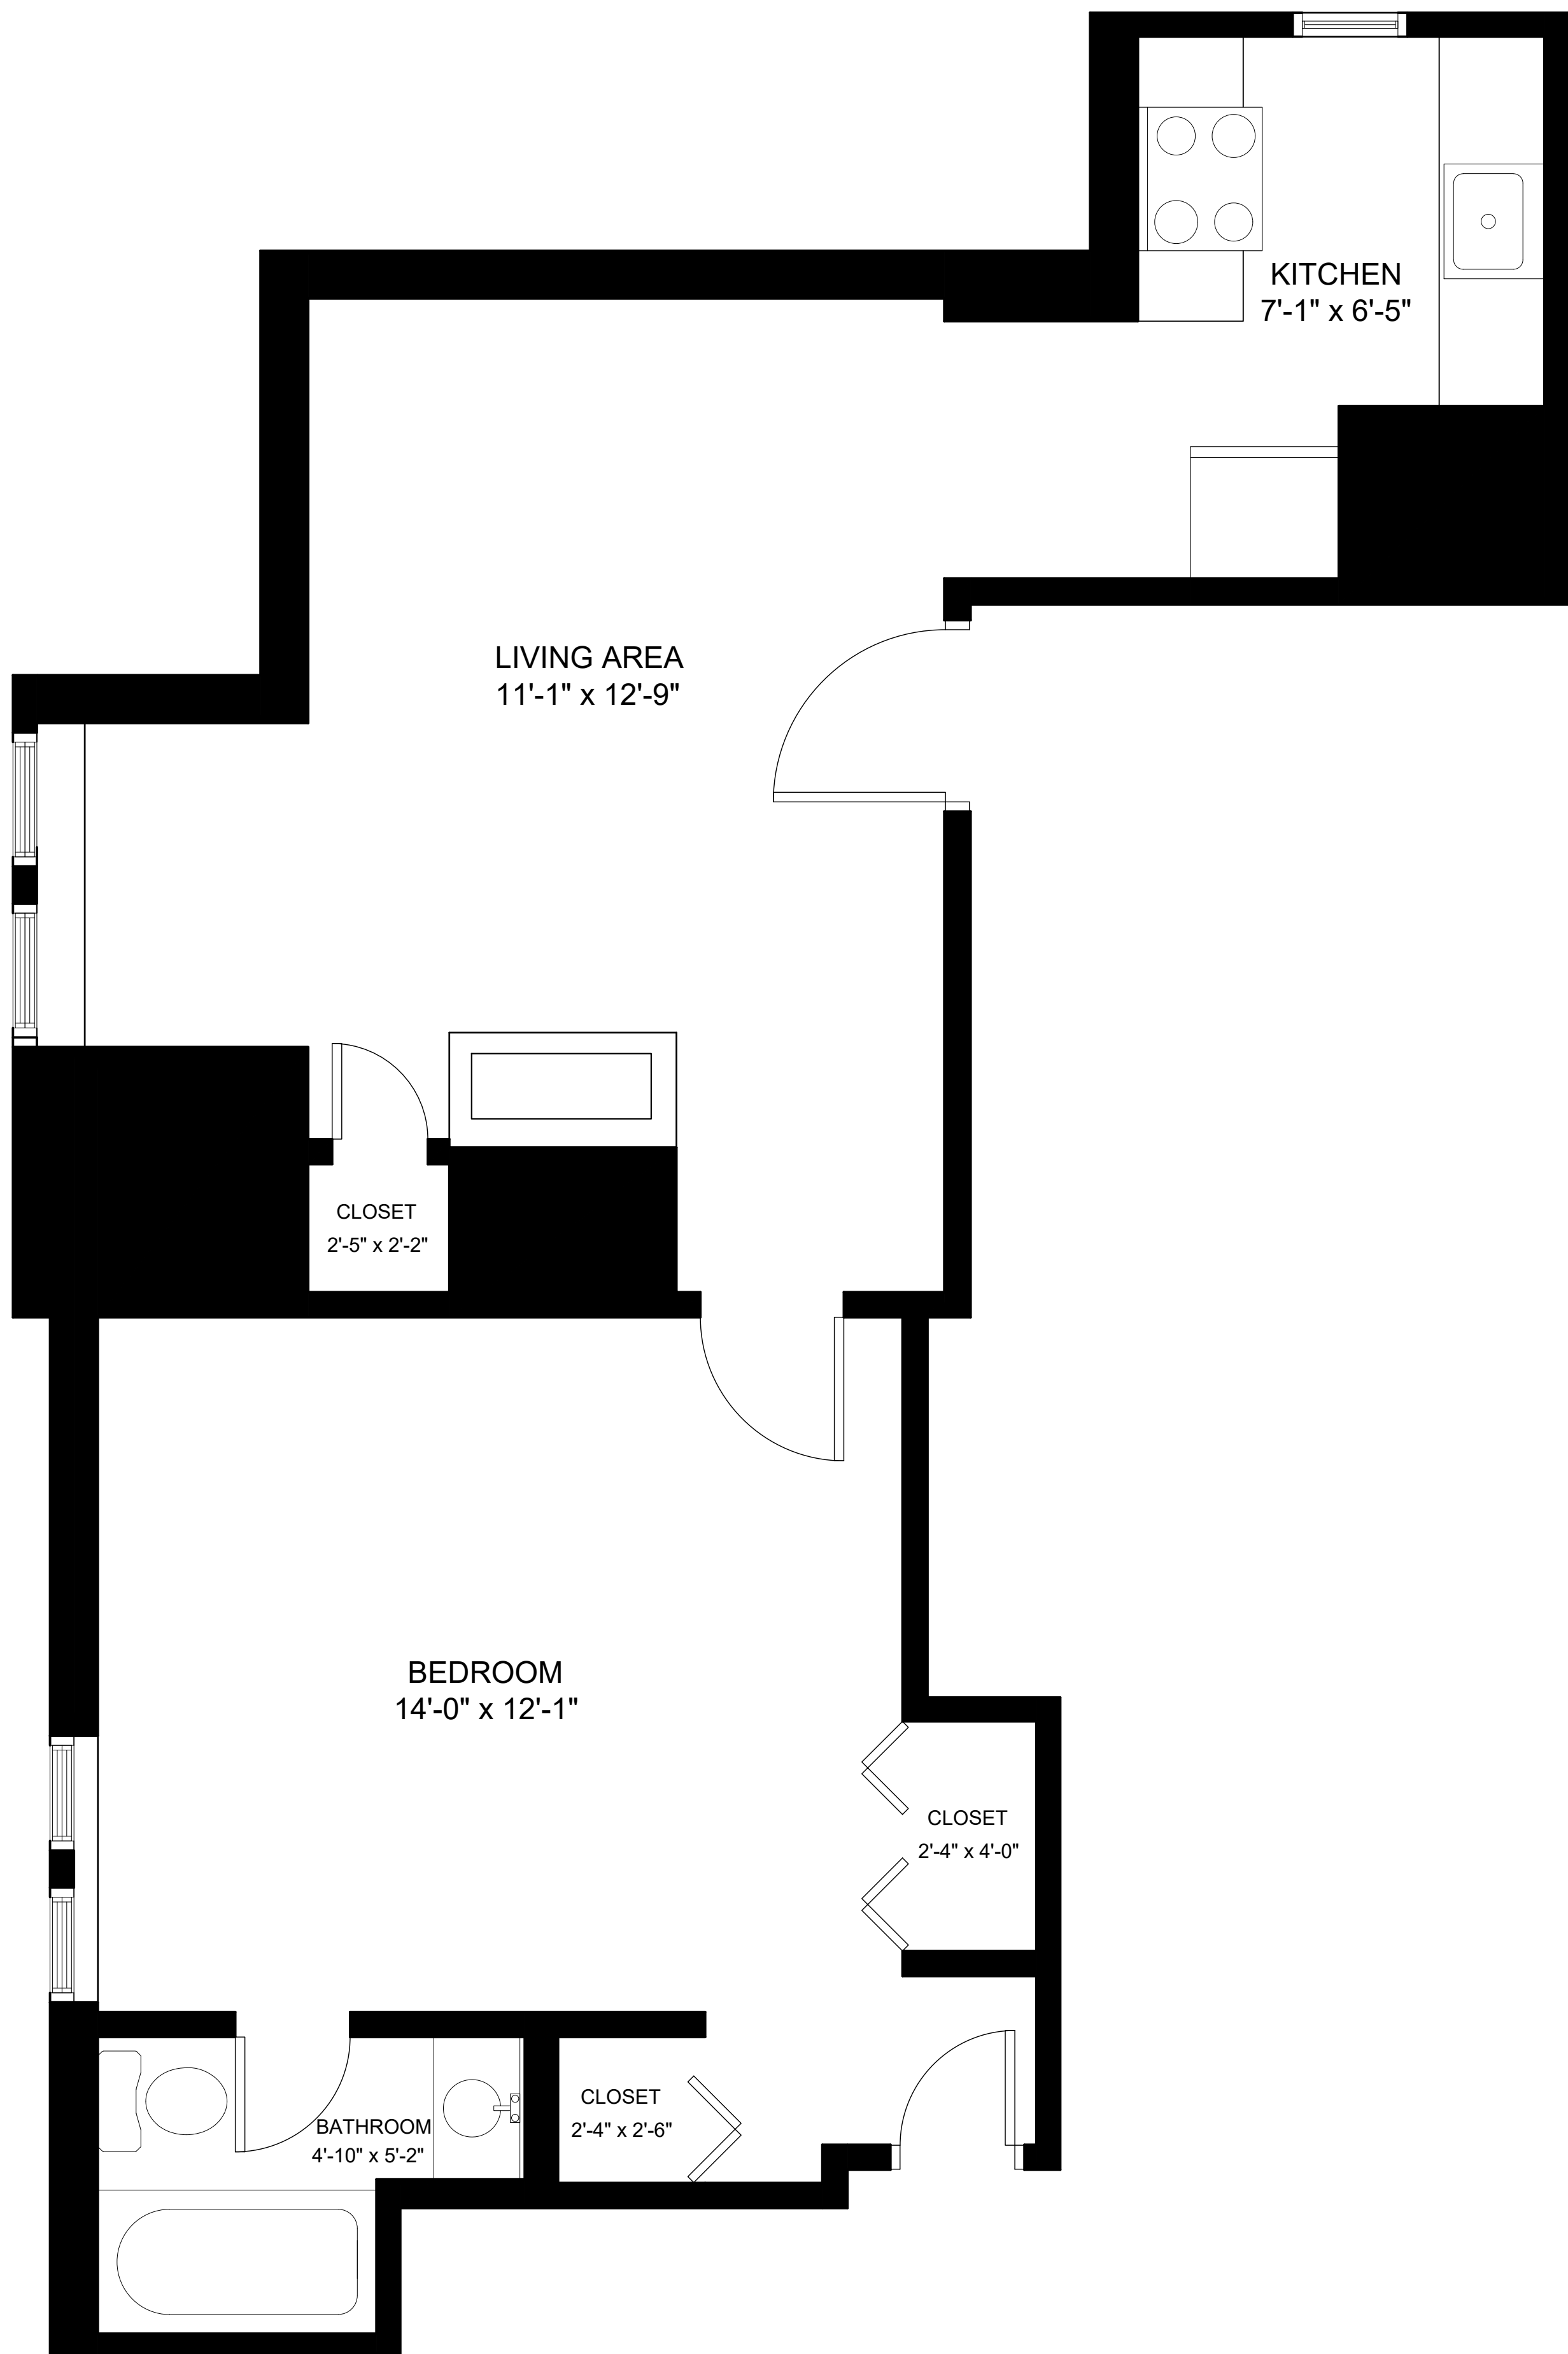 KITCHEN
7'-1" x 6'-5"
LIVING AREA
11'-1" x 12'-9"
CLOSET
2'-5" x 2'-2"
BEDROOM
14'-0" x 12'-1"
CLOSET
2'-4" x 4'-0"
CLOSET
2'-4" x 2'-6"
BATHROOM
4'-10" x 5'-2"